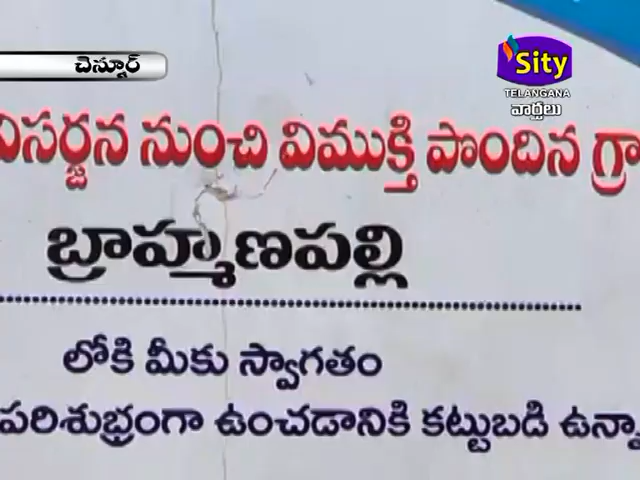 చెన్నూర్
Sity
TELANGANA
వార్తలు
విసర్జన నుంచి విముక్తి పొందిన గ్రా
బ్రాహ్మణపల్లి
లోకి మీకు స్వాగతం
పరిశుభ్రంగా ఉంచడానికి కట్టుబడి ఉన్నా